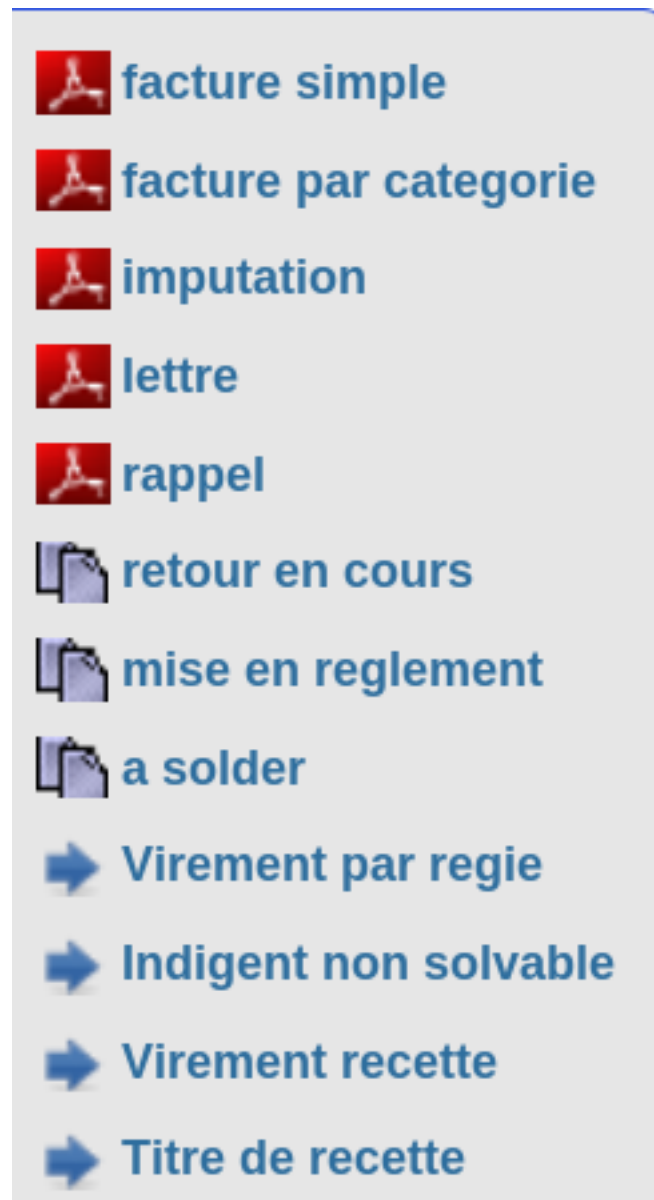 facture simple
facture par categorie
imputation
lettre
rappel
retour en cours
mise en reglement
a solder
Virement par regie
Indigent non solvable
Virement recette
Titre de recette